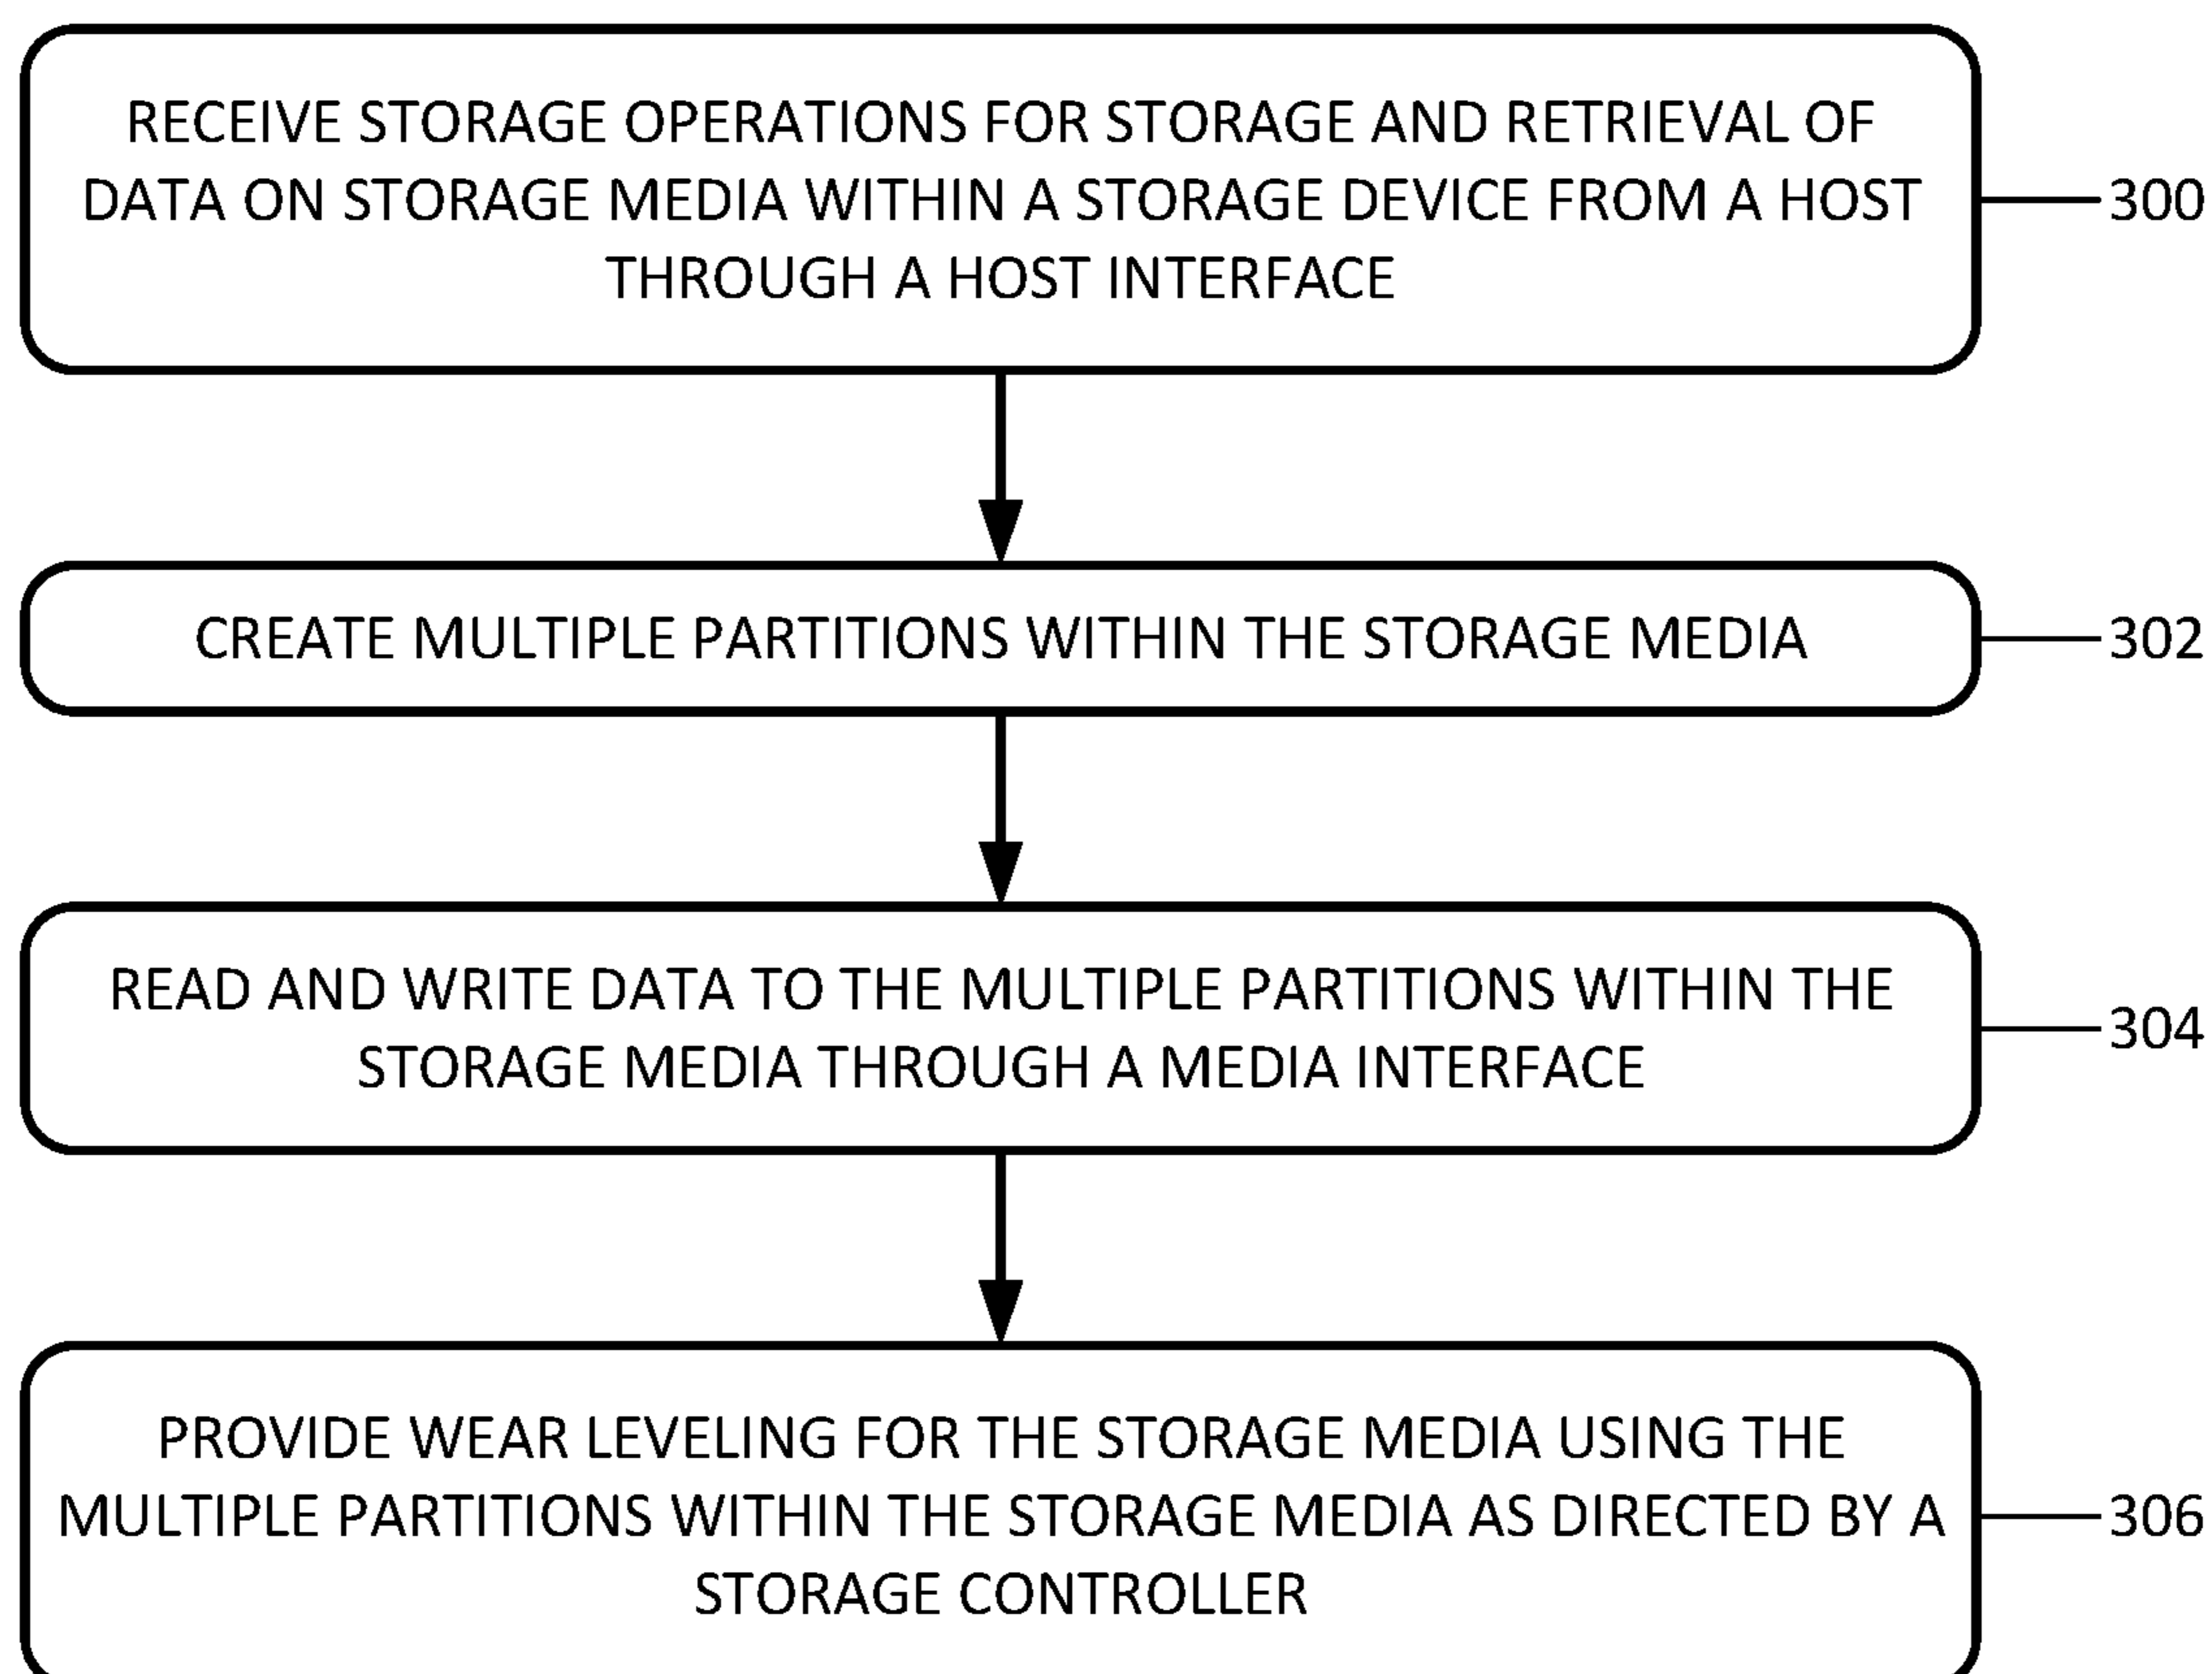 RECEIVE STORAGE OPERATIONS FOR STORAGE AND RETRIEVAL OF
DATA ON STORAGE MEDIA WITHIN A STORAGE DEVICE FROM A HOST
THROUGH A HOST INTERFACE
300
CREATE MULTIPLE PARTITIONS WITHIN THE STORAGE MEDIA
302
READ AND WRITE DATA TO THE MULTIPLE PARTITIONS WITHIN THE
STORAGE MEDIA THROUGH A MEDIA INTERFACE
304
PROVIDE WEAR LEVELING FOR THE STORAGE MEDIA USING THE
MULTIPLE PARTITIONS WITHIN THE STORAGE MEDIA AS DIRECTED BY A
STORAGE CONTROLLER
306